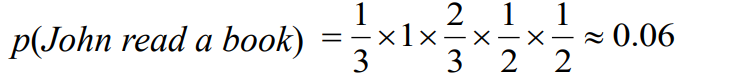 p(John read a book) = 1/3 × 1 × 2/3 × 1/2 × 1/2 ≈ 0.06